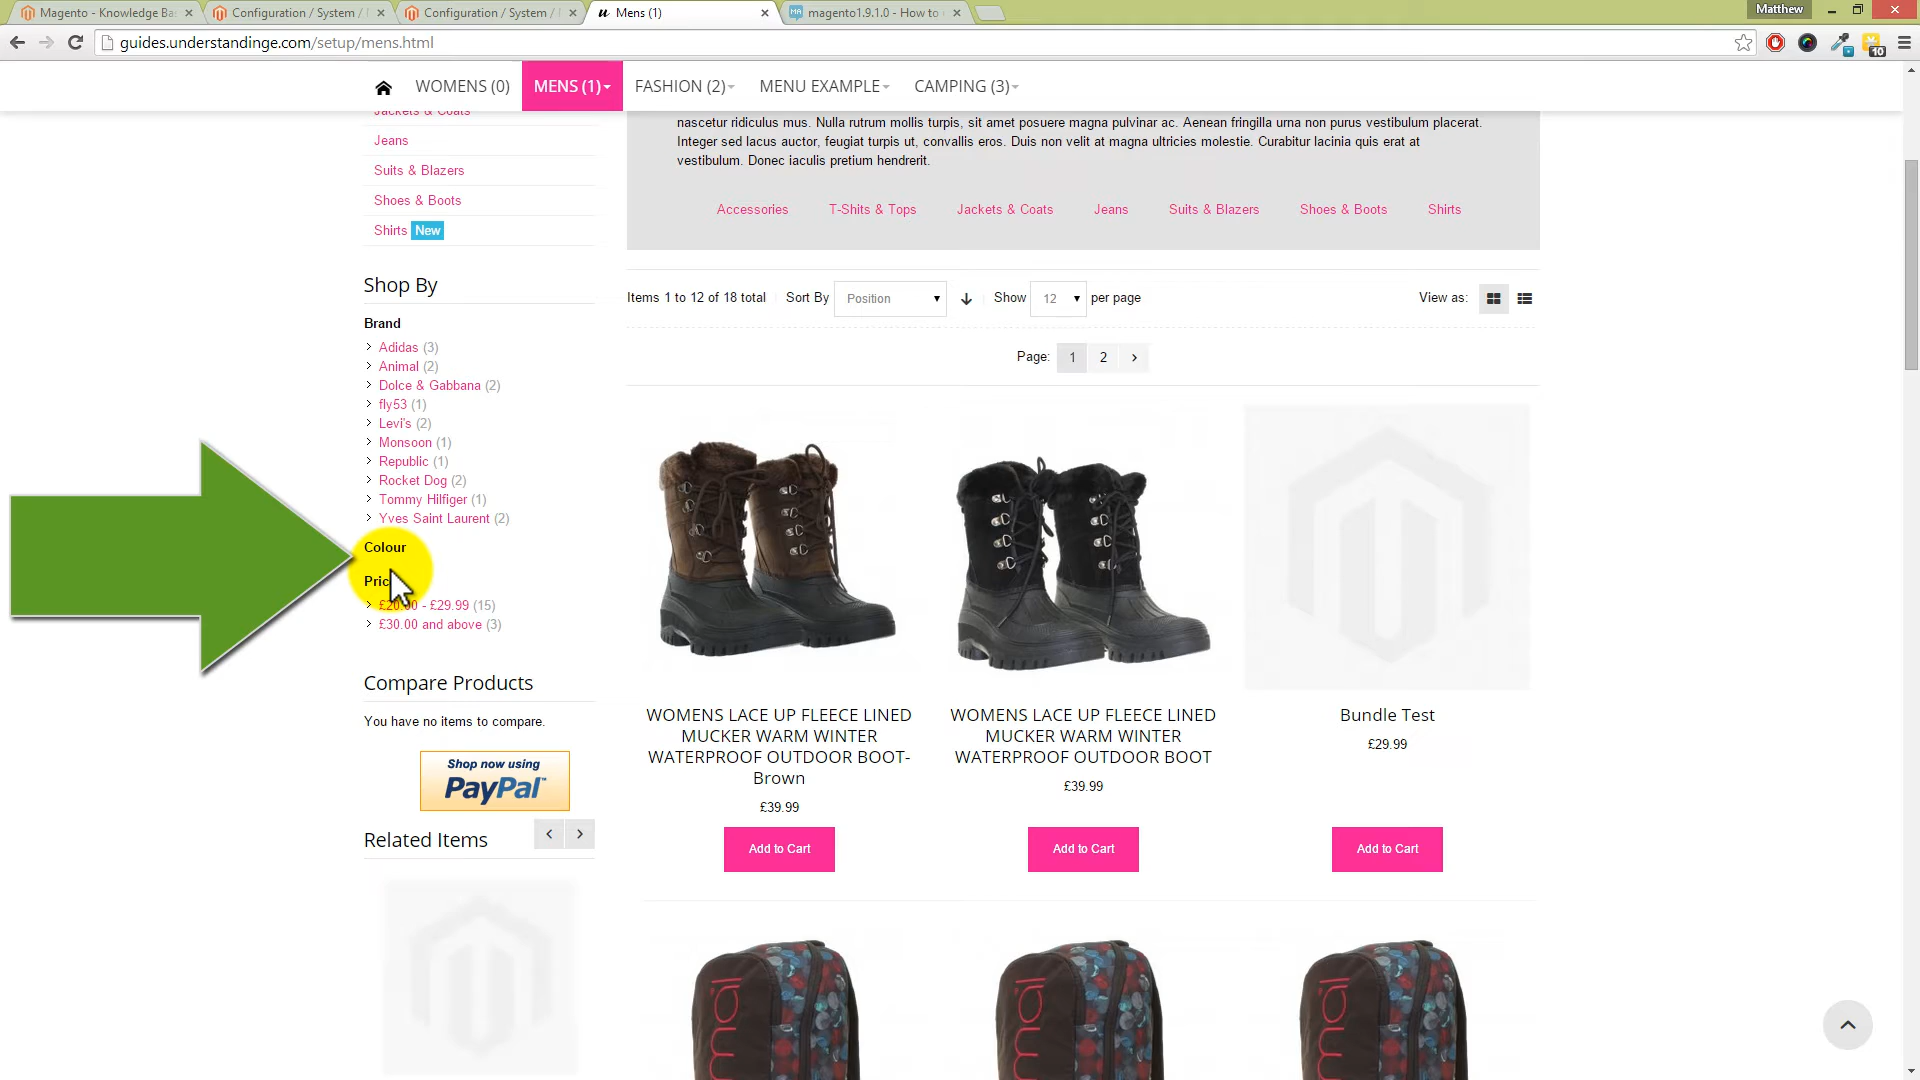 Magento - Knowledge Bas
Configuration / System /
Configuration / System /
Mens (1)
magento1.9.1.0 - How to
Matthew
guides.understandinge.com/setup/mens.html
10
WOMENS (0)
MENS (1)
FASHION (2)
MENU EXAMPLE
CAMPING (3)
Jackets & Coats
Jeans
Suits & Blazers
Shoes & Boots
Shirts New
nascetur ridiculus mus. Nulla rutrum mollis turpis, sit amet posuere magna pulvinar ac. Aenean fringilla urna non purus vestibulum placerat.
Integer sed lacus auctor, feugiat turpis ut, convallis eros. Duis non velit at magna ultricies molestie. Curabitur lacinia quis erat at
vestibulum. Donec iaculis pretium hendrerit.
Accessories
T-Shits & Tops
Jackets & Coats
Jeans
Suits & Blazers
Shoes & Boots
Shirts
Shop By
Brand
Adidas (3)
Animal (2)
Dolce & Gabbana (2)
fly53 (1)
Levi's (2)
Monsoon (1)
Republic (1)
Rocket Dog (2)
Tommy Hilfiger (1)
Yves Saint Laurent (2)
Colour
Pric
£20.00 - £29.99 (15)
£30.00 and above (3)
Compare Products
You have no items to compare.
Shop now using
PayPal
Related Items
Items 1 to 12 of 18 total
Sort By
Position
Show
12
per page
View as:
Page:
1
2
WOMENS LACE UP FLEECE LINED
MUCKER WARM WINTER
WATERPROOF OUTDOOR BOOT-
Brown
£39.99
Add to Cart
WOMENS LACE UP FLEECE LINED
MUCKER WARM WINTER
WATERPROOF OUTDOOR BOOT
£39.99
Add to Cart
Bundle Test
£29.99
Add to Cart